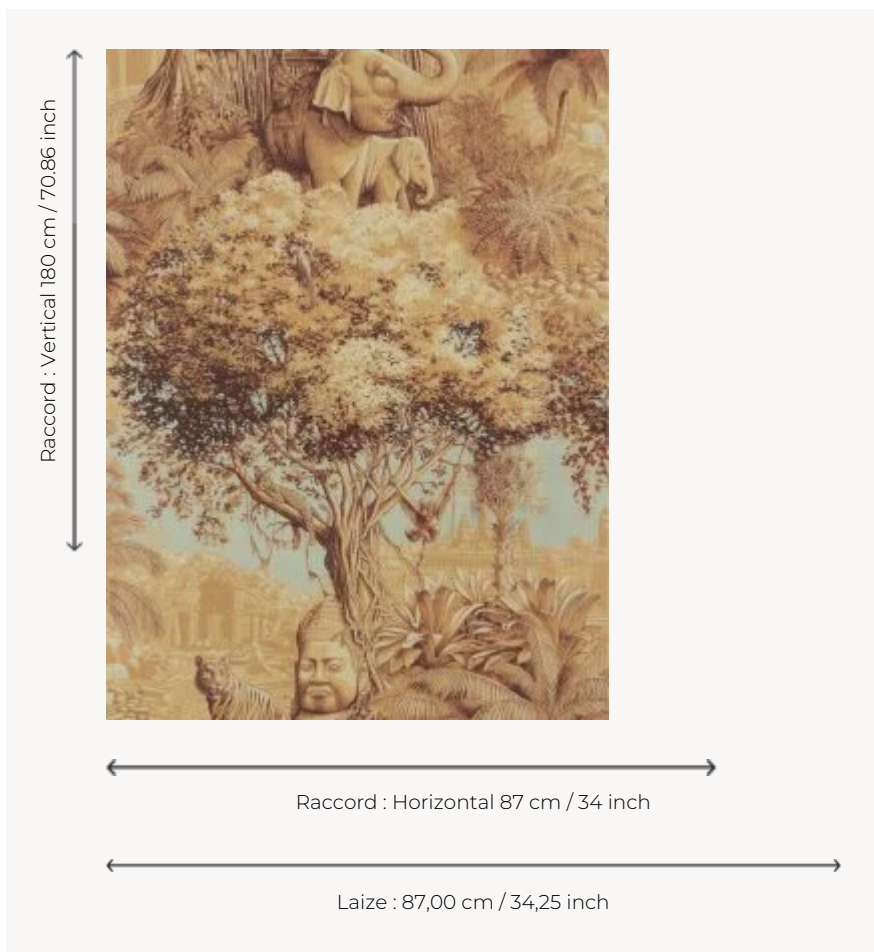 Raccord : Vertical 180 cm / 70.86 inch
Raccord : Horizontal 87 cm / 34 inch
Laize : 87,00 cm / 34,25 inch